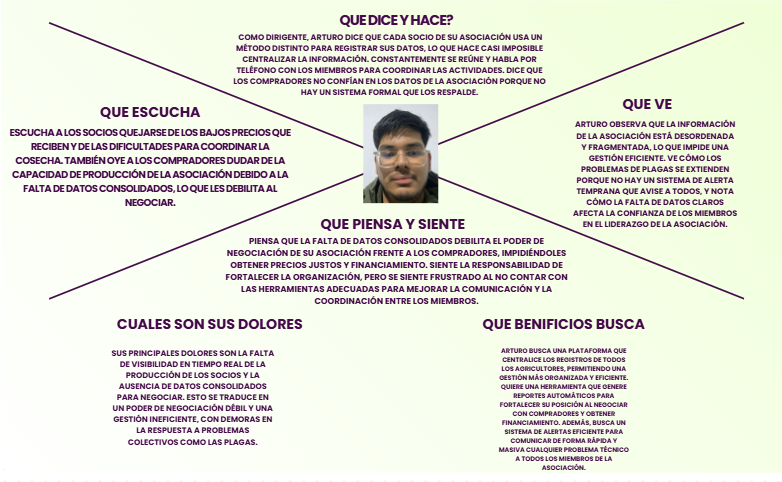 QUE DICE Y HACE?
COMO DIRIGENTE, ARTURO DICE QUE CADA SOCIO DE SU ASOCIACIÓN USA UN
MÉTODO DISTINTO PARA REGISTRAR SUS DATOS, LO QUE HACE CASI IMPOSIBLE
CENTRALIZAR LA INFORMACIÓN. CONSTANTEMENTE SE REÚNE Y HABLA POR
TELÉFONO CON LOS MIEMBROS PARA COORDINAR LAS ACTIVIDADES. DICE QUE
LOS COMPRADORES NO CONFÍAN EN LOS DATOS DE LA ASOCIACIÓN PORQUE NO
HAY UN SISTEMA FORMAL QUE LOS RESPALDE.
QUE ESCUCHA
ESCUCHA A LOS SOCIOS QUEJARSE DE LOS BAJOS PRECIOS QUE
RECIBEN Y DE LAS DIFICULTADES PARA COORDINAR LA
COSECHA. TAMBIÉN OYE A LOS COMPRADORES DUDAR DE LA
CAPACIDAD DE PRODUCCIÓN DE LA ASOCIACIÓN DEBIDO A LA
FALTA DE DATOS CONSOLIDADOS, LO QUE LES DEBILITA AL
NEGOCIAR.
QUE VE
ARTURO OBSERVA QUE LA INFORMACIÓN
DE LA ASOCIACIÓN ESTÁ DESORDENADA
Y FRAGMENTADA, LO QUE IMPIDE UNA
GESTIÓN EFICIENTE. VE CÓMO LOS
PROBLEMAS DE PLAGAS SE EXTIENDEN
PORQUE NO HAY UN SISTEMA DE ALERTA
TEMPRANA QUE AVISE A TODOS, Y NOTA
CÓMO LA FALTA DE DATOS CLAROS
AFECTA LA CONFIANZA DE LOS MIEMBROS
EN EL LIDERAZGO DE LA ASOCIACIÓN.
QUE PIENSA Y SIENTE
PIENSA QUE LA FALTA DE DATOS CONSOLIDADOS DEBILITA EL PODER DE
NEGOCIACIÓN DE SU ASOCIACIÓN FRENTE A LOS COMPRADORES, IMPIDIÉNDOLES
OBTENER PRECIOS JUSTOS Y FINANCIAMIENTO. SIENTE LA RESPONSABILIDAD DE
FORTALECER LA ORGANIZACIÓN, PERO SE SIENTE FRUSTRADO AL NO CONTAR CON
LAS HERRAMIENTAS ADECUADAS PARA MEJORAR LA COMUNICACIÓN Y LA
COORDINACIÓN ENTRE LOS MIEMBROS.
CUALES SON SUS DOLORES
SUS PRINCIPALES DOLORES SON LA FALTA
DE VISIBILIDAD EN TIEMPO REAL DE LA
PRODUCCIÓN DE LOS SOCIOS Y LA
AUSENCIA DE DATOS CONSOLIDADOS
PARA NEGOCIAR. ESTO SE TRADUCE EN
UN PODER DE NEGOCIACIÓN DÉBIL Y UNA
GESTIÓN INEFICIENTE, CON DEMORAS EN
LA RESPUESTA A PROBLEMAS
COLECTIVOS COMO LAS PLAGAS.
QUE BENIFICIOS BUSCA
ARTURO BUSCA UNA PLATAFORMA QUE
CENTRALICE LOS REGISTROS DE TODOS
LOS AGRICULTORES, PERMITIENDO UNA
GESTIÓN MÁS ORGANIZADA Y EFICIENTE.
QUIERE UNA HERRAMIENTA QUE GENERE
REPORTES AUTOMÁTICOS PARA
FORTALECER SU POSICIÓN AL NEGOCIAR
CON COMPRADORES Y OBTENER
FINANCIAMIENTO. ADEMÁS, BUSCA UN
SISTEMA DE ALERTAS EFICIENTE PARA
COMUNICAR DE FORMA RÁPIDA Y
MASIVA CUALQUIER PROBLEMA TÉCNICO
A TODOS LOS MIEMBROS DE LA
ASOCIACIÓN.